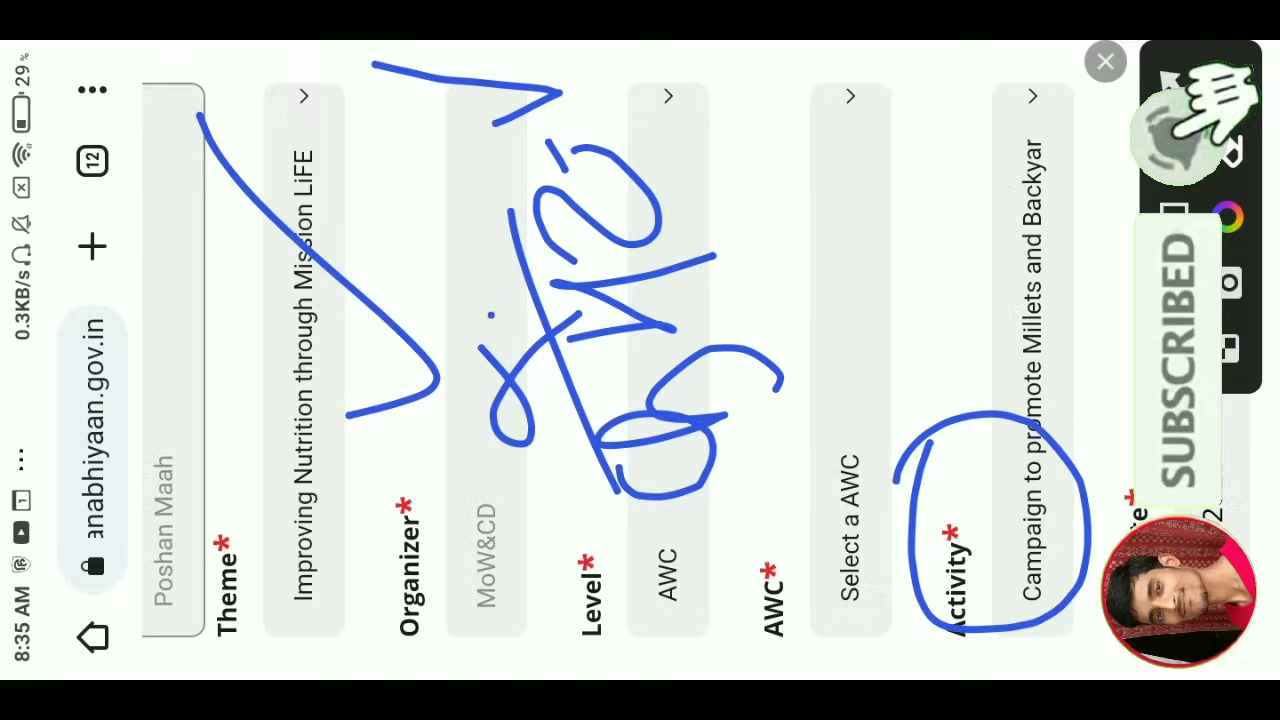 8:35 AM
1
0.3KB/s
29%
anabhiyaan.gov.in
12
Poshan Maah
Theme*
Improving Nutrition through Mission LiFE
Organizer*
MoW&CD
Level*
AWC
AWC*
Select a AWC
Activity*
Campaign to promote Millets and Backyar
SUBSCRIBED